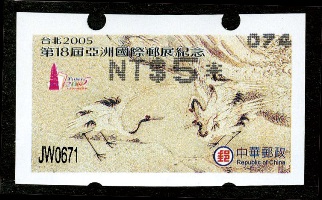 台北2005
074
第18屆亞洲國際郵展紀念
NT$5元
JW0671
郵
中華郵政
Republic of China